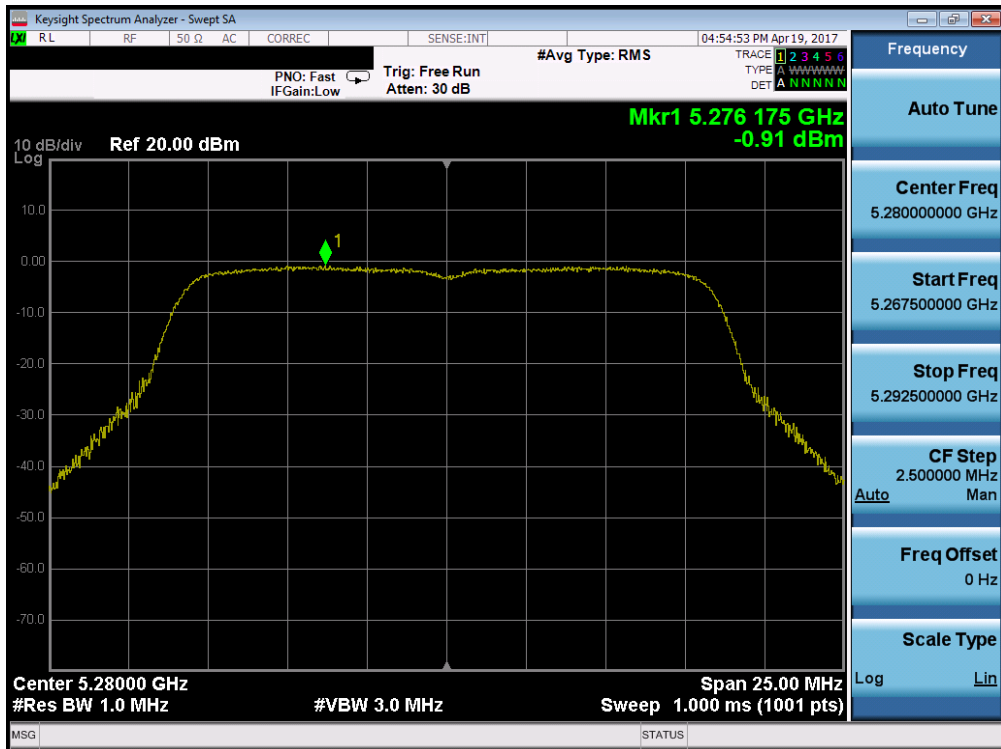 Keysight Spectrum Analyzer - Swept SA
LXI RL RF 50 Ω AC CORREC SENSE:INT 04:54:53 PM Apr 19, 2017
#Avg Type: RMS
TRACE 1 2 3 4 5 6
TYPE A WWWWW
DET A N N N N N
PNO: Fast Trig: Free Run
IFGain:Low Atten: 30 dB
Mkr1 5.276 175 GHz
-0.91 dBm
10 dB/div Ref 20.00 dBm
Log
10.0
0.00
-10.0
-20.0
-30.0
-40.0
-50.0
-60.0
-70.0
1
Center 5.28000 GHz Span 25.00 MHz
#Res BW 1.0 MHz #VBW 3.0 MHz Sweep 1.000 ms (1001 pts)
MSG STATUS
Frequency
Auto Tune
Center Freq
5.280000000 GHz
Start Freq
5.267500000 GHz
Stop Freq
5.292500000 GHz
CF Step
2.500000 MHz
Auto Man
Freq Offset
0 Hz
Scale Type
Log Lin